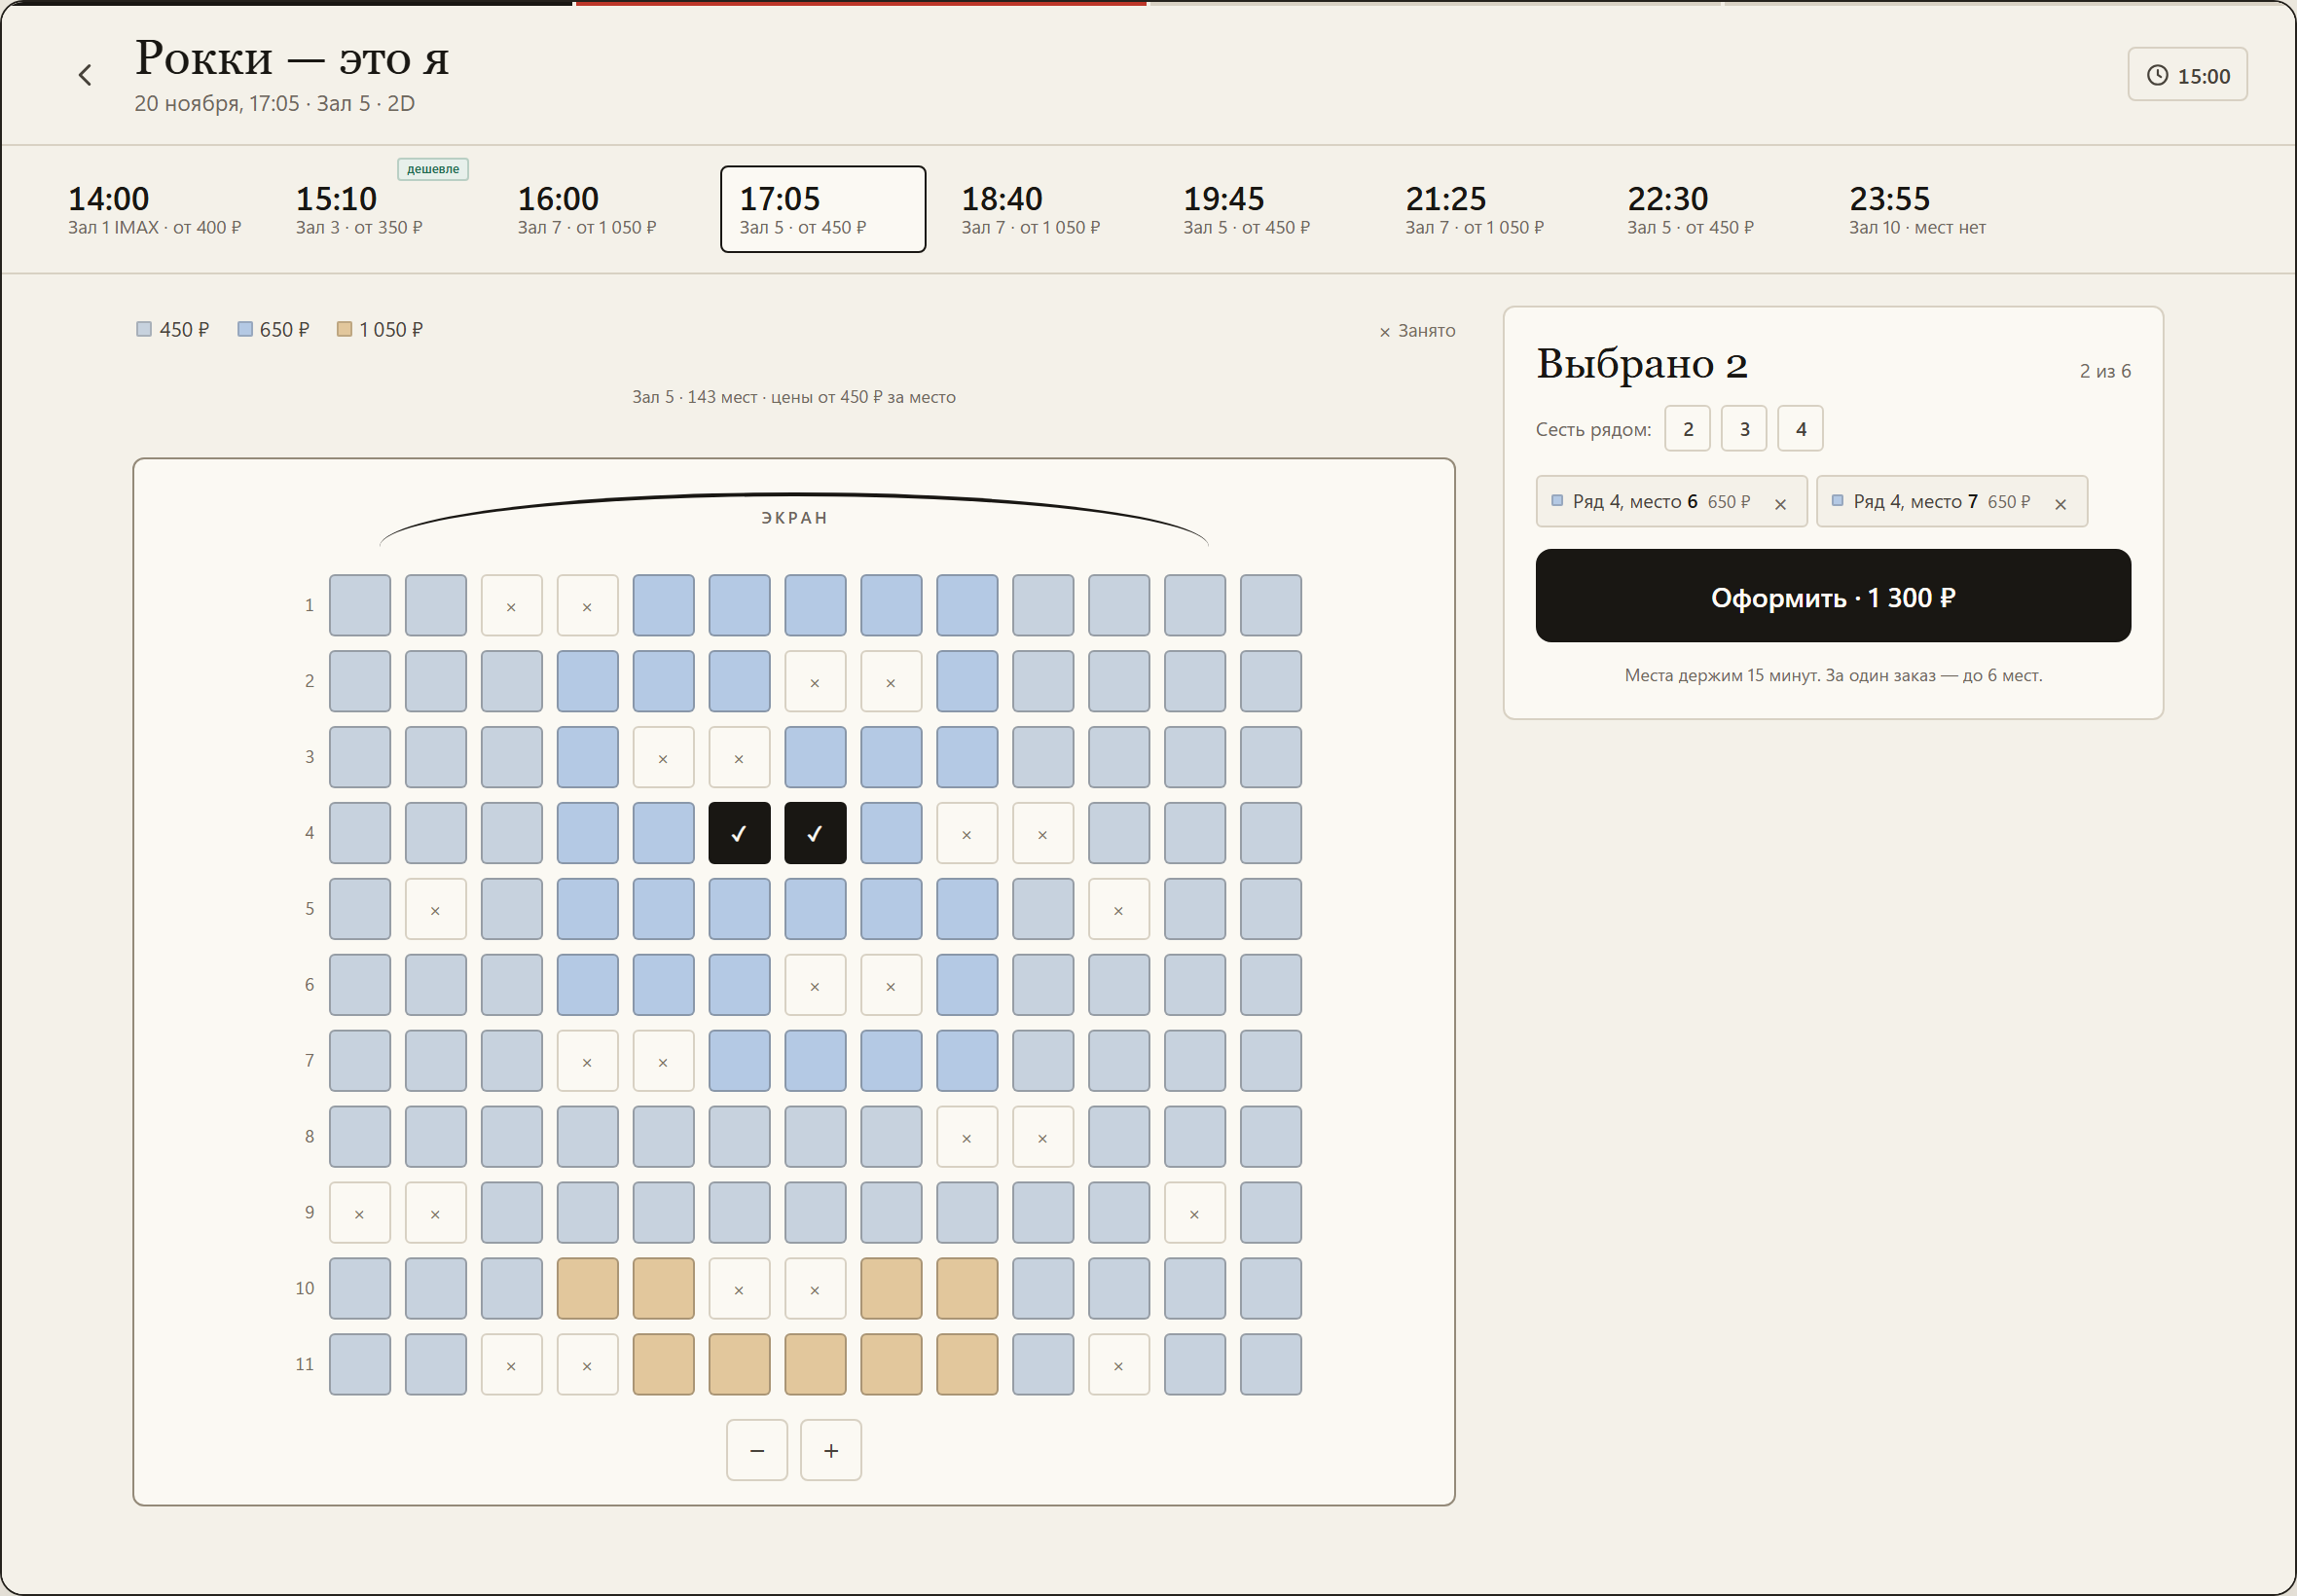 Рокки — это я
20 ноября, 17:05 · Зал 5 · 2D
15:00
14:00
Зал 1 IMAX · от 400 ₽
дешевле
15:10
Зал 3 · от 350 ₽
16:00
Зал 7 · от 1 050 ₽
17:05
Зал 5 · от 450 ₽
18:40
Зал 7 · от 1 050 ₽
19:45
Зал 5 · от 450 ₽
21:25
Зал 7 · от 1 050 ₽
22:30
Зал 5 · от 450 ₽
23:55
Зал 10 · мест нет
450 ₽
650 ₽
1 050 ₽
× Занято
Зал 5 · 143 мест · цены от 450 ₽ за место
ЭКРАН
1
2
3
4
5
6
7
8
9
10
11
− +
Выбрано 2
2 из 6
Сесть рядом: 2 3 4
Ряд 4, место 6 650 ₽ ×
Ряд 4, место 7 650 ₽ ×
Оформить · 1 300 ₽
Места держим 15 минут. За один заказ — до 6 мест.